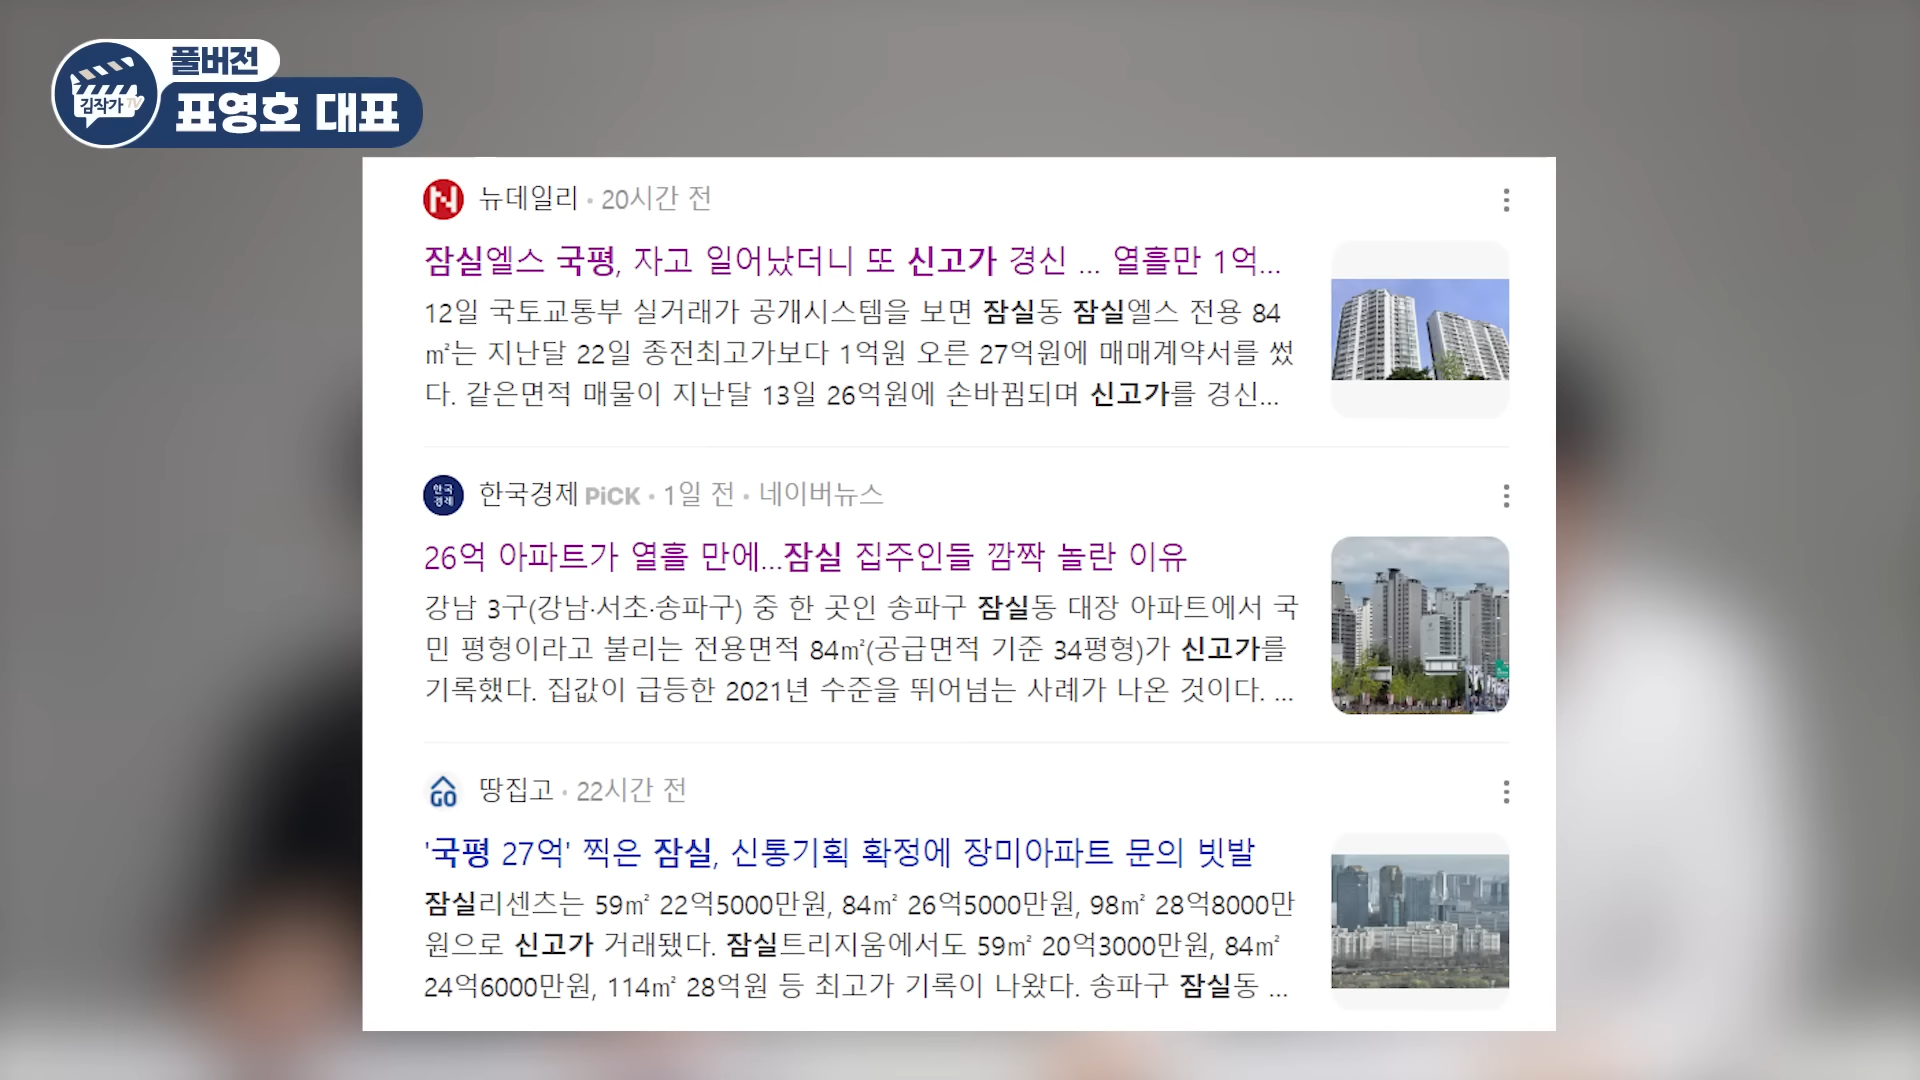 풀버전
김작가 TV
표영호 대표
뉴데일리 · 20시간 전
잠실엘스 국평, 자고 일어났더니 또 신고가 경신 ... 열흘만 1억...
12일 국토교통부 실거래가 공개시스템을 보면 잠실동 잠실엘스 전용 84
㎡는 지난달 22일 종전최고가보다 1억원 오른 27억원에 매매계약서를 썼
다. 같은면적 매물이 지난달 13일 26억원에 손바뀜되며 신고가를 경신...
한국경제
한국경제 PiCK · 1일 전 · 네이버뉴스
26억 아파트가 열흘 만에...잠실 집주인들 깜짝 놀란 이유
강남 3구(강남·서초·송파구) 중 한 곳인 송파구 잠실동 대장 아파트에서 국
민 평형이라고 불리는 전용면적 84㎡(공급면적 기준 34평형)가 신고가를
기록했다. 집값이 급등한 2021년 수준을 뛰어넘는 사례가 나온 것이다. ...
GO
땅집고 · 22시간 전
'국평 27억' 찍은 잠실, 신통기획 확정에 장미아파트 문의 빗발
잠실리센츠는 59㎡ 22억5000만원, 84㎡ 26억5000만원, 98㎡ 28억8000만
원으로 신고가 거래됐다. 잠실트리지움에서도 59㎡ 20억3000만원, 84㎡
24억6000만원, 114㎡ 28억원 등 최고가 기록이 나왔다. 송파구 잠실동 ...